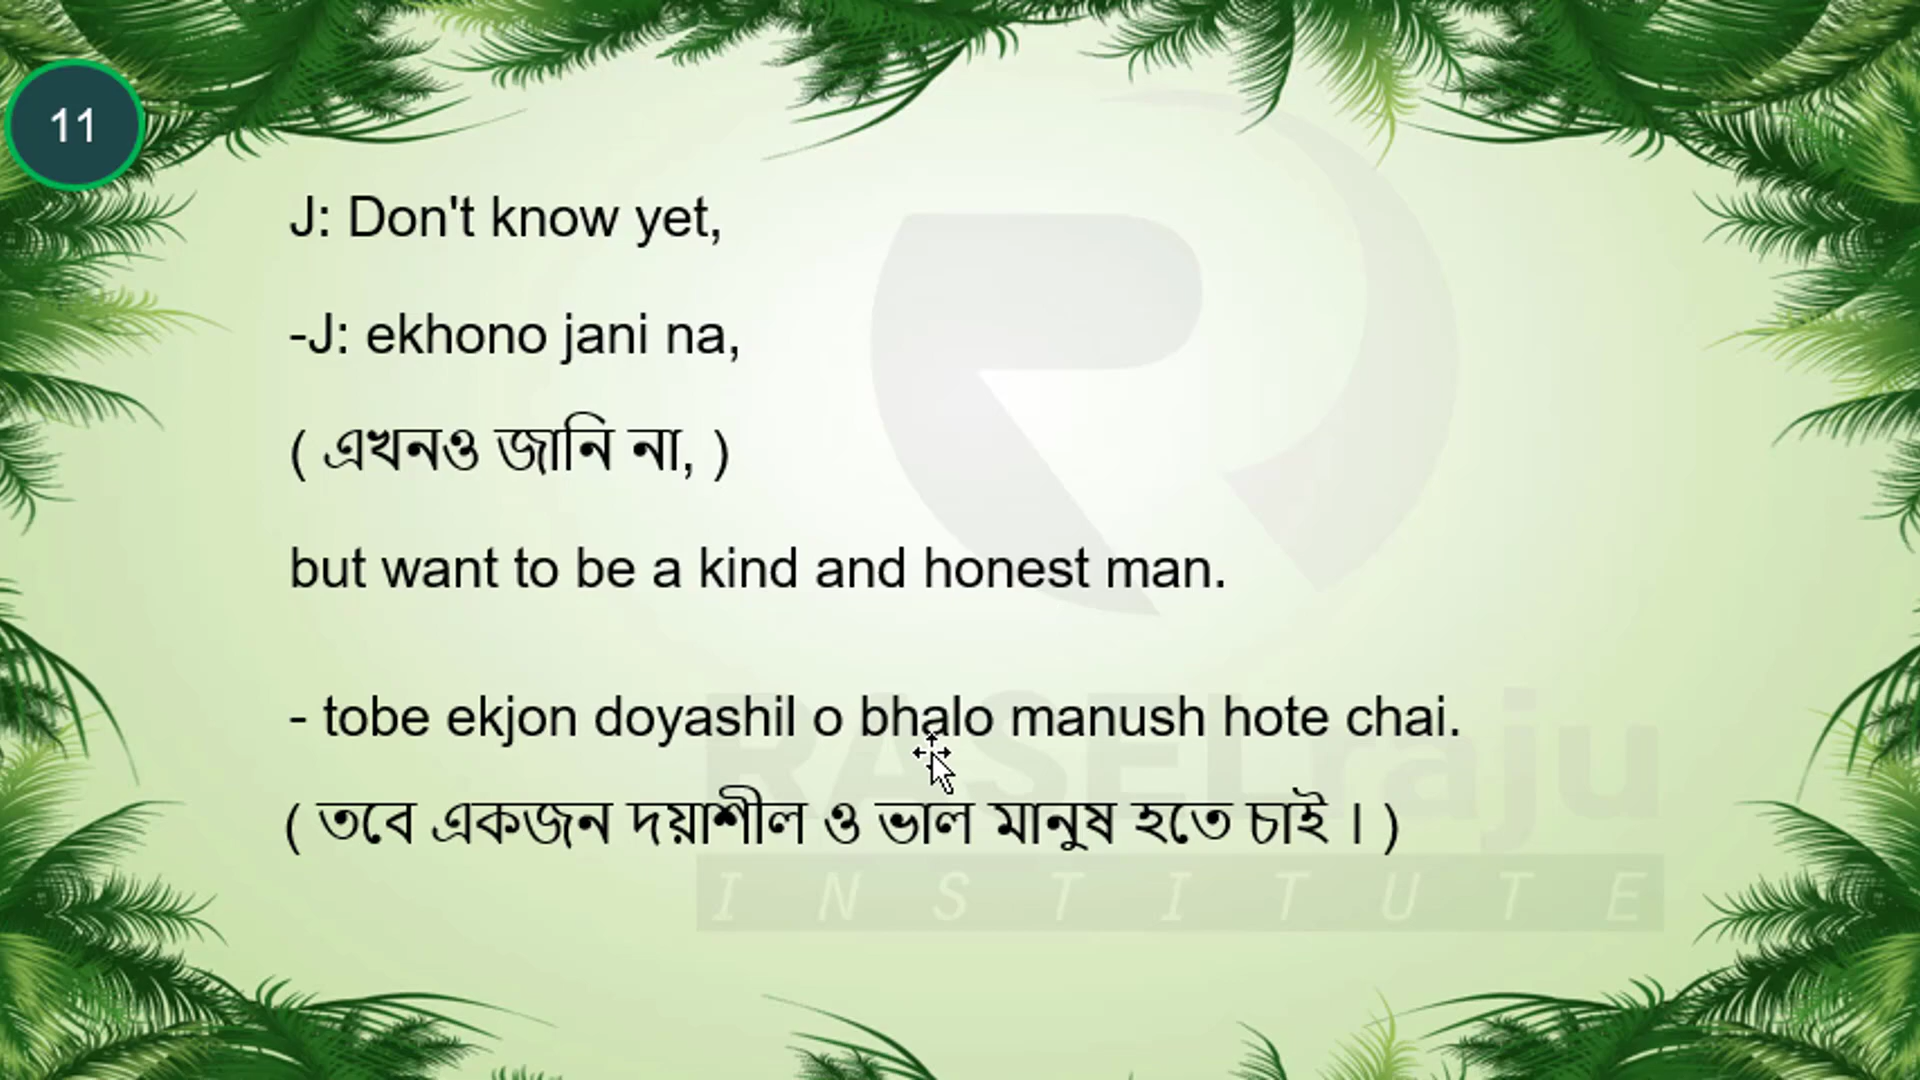 11
J: Don't know yet,
-J: ekhono jani na,
( এখনও জানি না, )
but want to be a kind and honest man.
- tobe ekjon doyashil o bhalo manush hote chai.
( তবে একজন দয়াশীল ও ভাল মানুষ হতে চাই । )
RASELraju
INSTITUTE